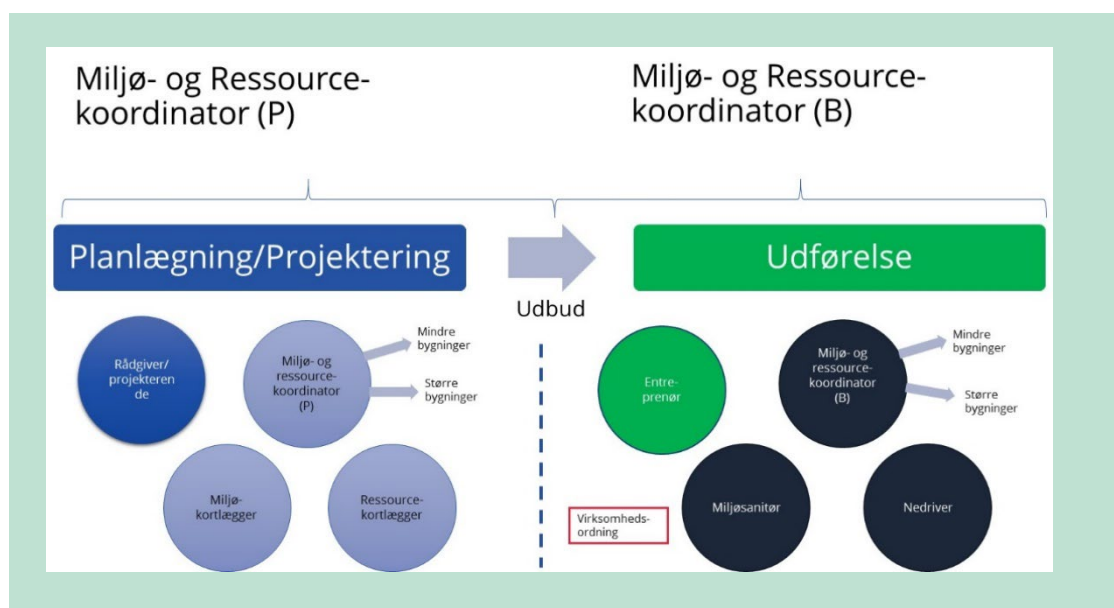 Miljø- og Ressource-
koordinator (P)
Miljø- og Ressource-
koordinator (B)
Planlægning/Projektering
Udbud
Udførelse
Rådgiver/
projekteren
de
Miljø- og
ressource-
koordinator
(P)
Mindre
bygninger
Større
bygninger
Miljø-
kortlægger
Ressource-
kortlægger
Entre-
prenør
Miljø- og
ressource-
koordinator
(B)
Mindre
bygninger
Større
bygninger
Virksomheds-
ordning
Miljøsanitør
Nedriver